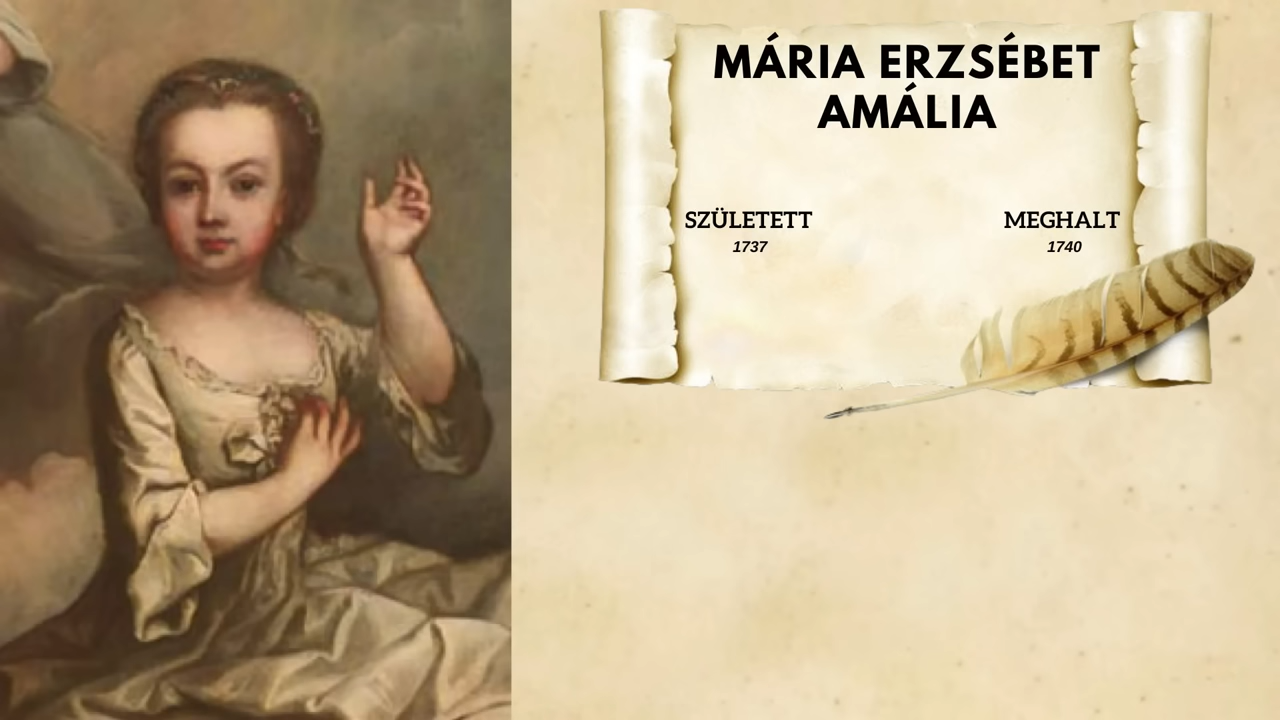 MÁRIA ERZSÉBET
AMÁLIA
SZÜLETETT
1737
MEGHALT
1740